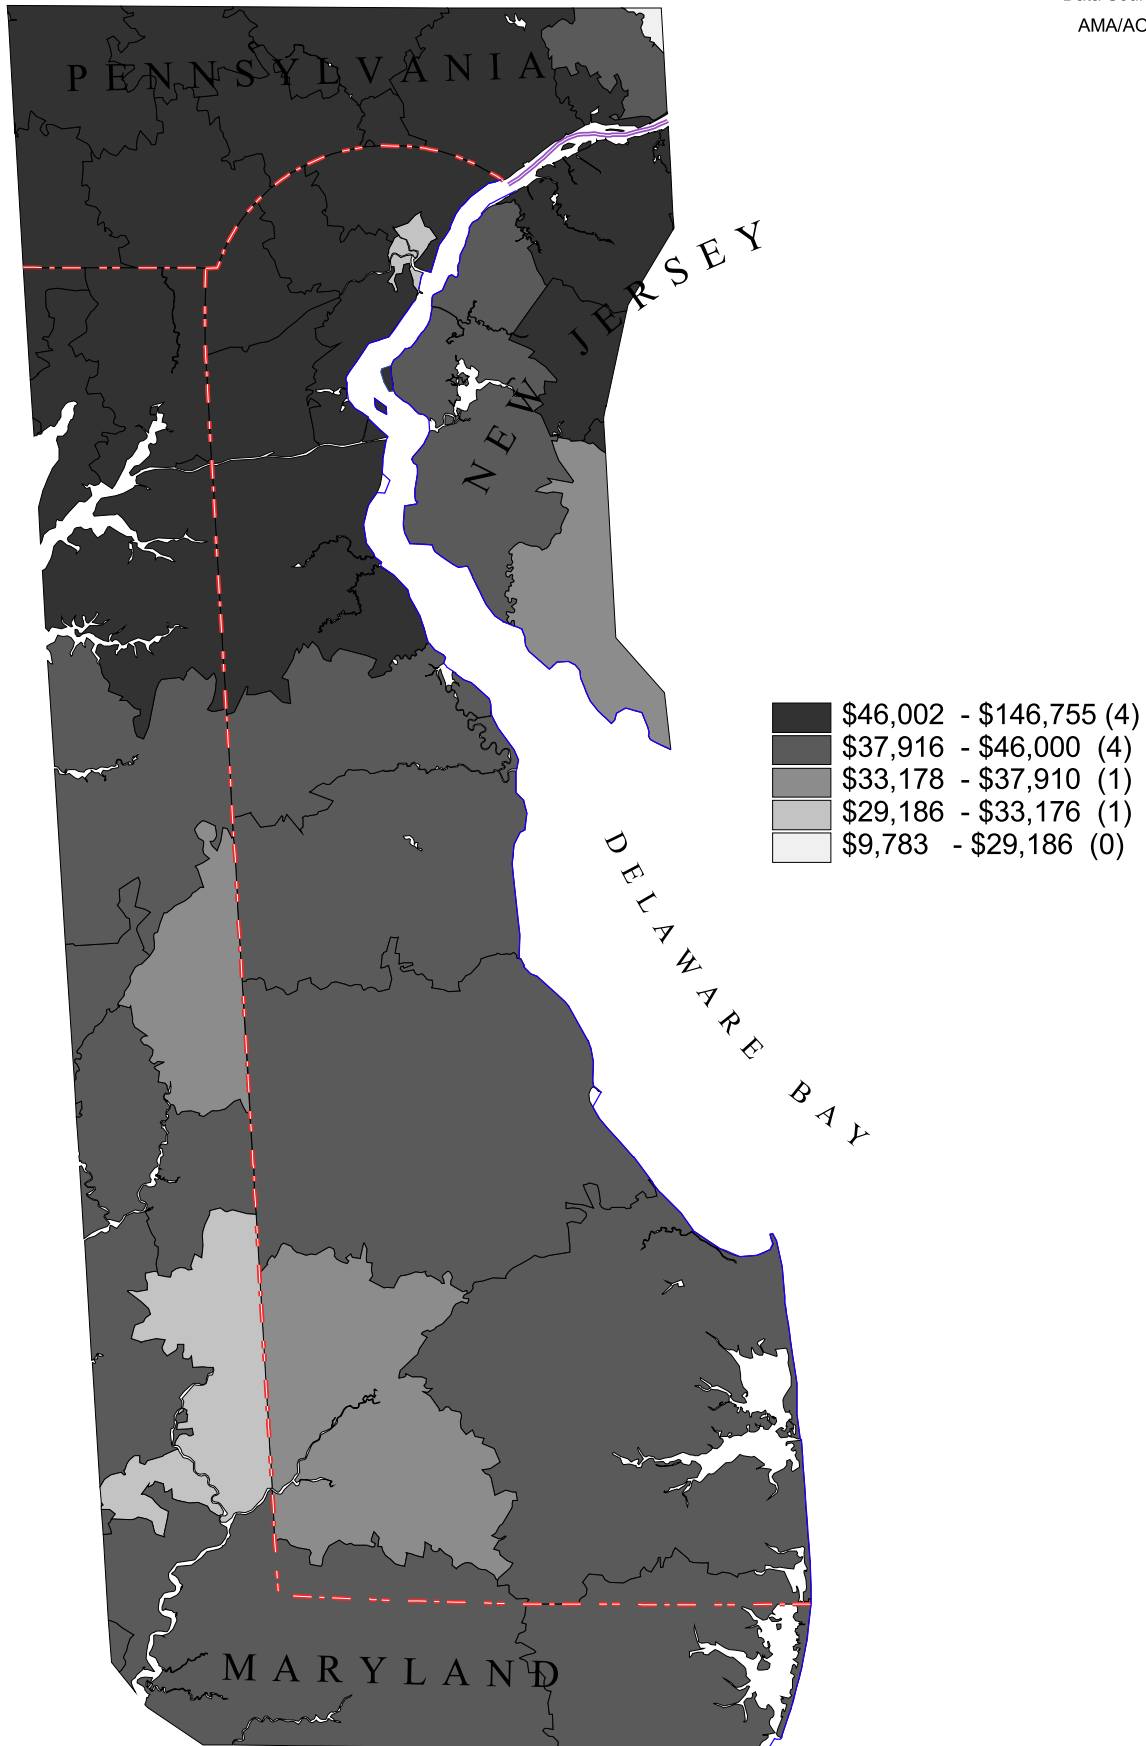 AMA/AC
PENNSYLVANIA
NEW JERSEY
$46,002 - $146,755 (4)
$37,916 - $46,000 (4)
$33,178 - $37,910 (1)
$29,186 - $33,176 (1)
$9,783 - $29,186 (0)
DELAWARE BAY
MARYLAND